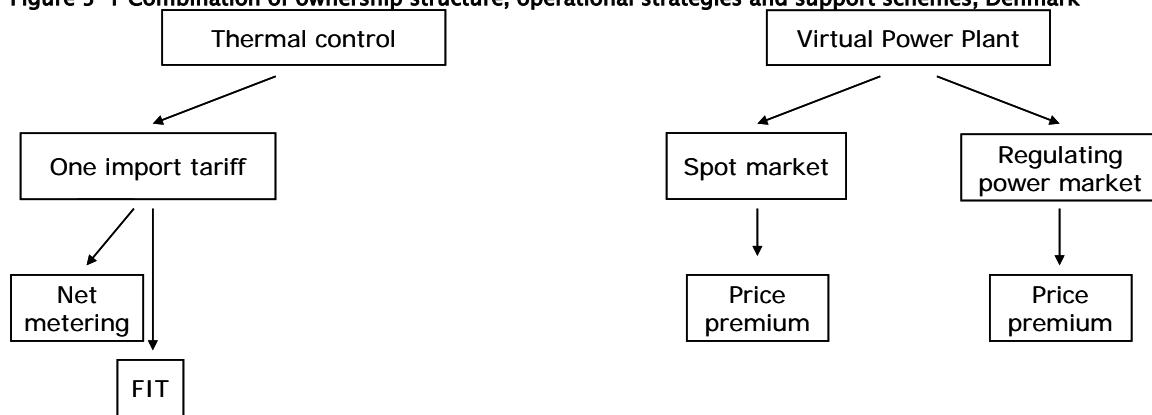 Figure 3-1 Combination of ownership structure, operational strategies and support schemes, Denmark
Thermal control
Virtual Power Plant
One import tariff
Spot market
Regulating
power market
Net
metering
Price
premium
Price
premium
FIT